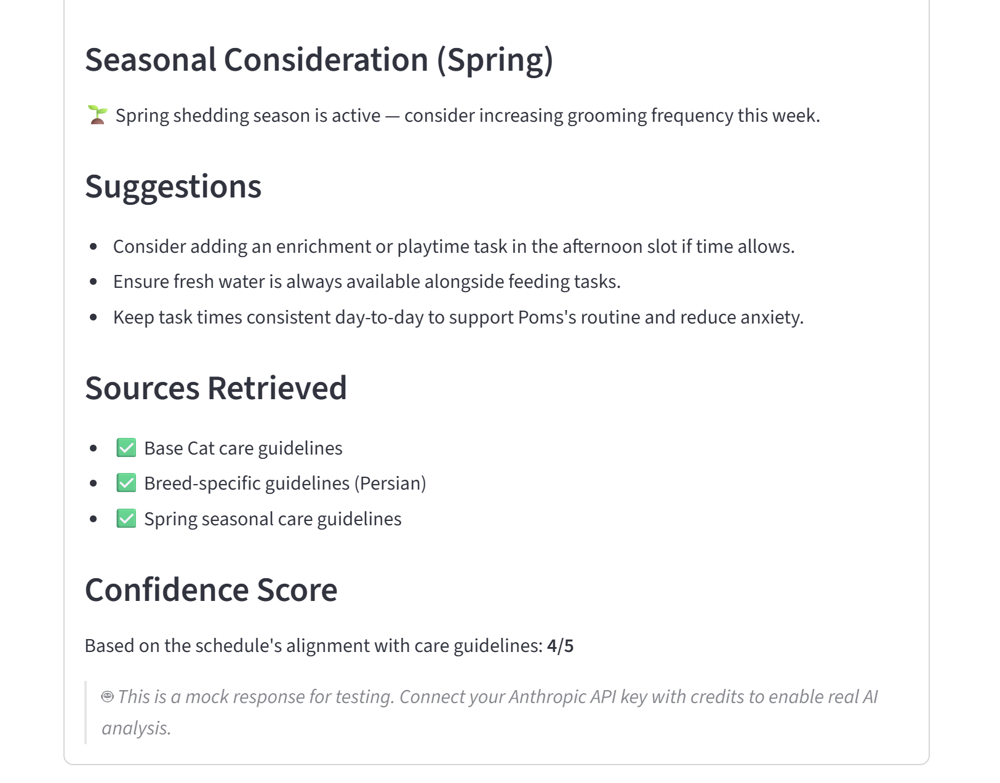 Seasonal Consideration (Spring)
🌱 Spring shedding season is active — consider increasing grooming frequency this week.
Suggestions
• Consider adding an enrichment or playtime task in the afternoon slot if time allows.
• Ensure fresh water is always available alongside feeding tasks.
• Keep task times consistent day-to-day to support Poms's routine and reduce anxiety.
Sources Retrieved
• ✅ Base Cat care guidelines
• ✅ Breed-specific guidelines (Persian)
• ✅ Spring seasonal care guidelines
Confidence Score
Based on the schedule's alignment with care guidelines: 4/5
This is a mock response for testing. Connect your Anthropic API key with credits to enable real AI
analysis.